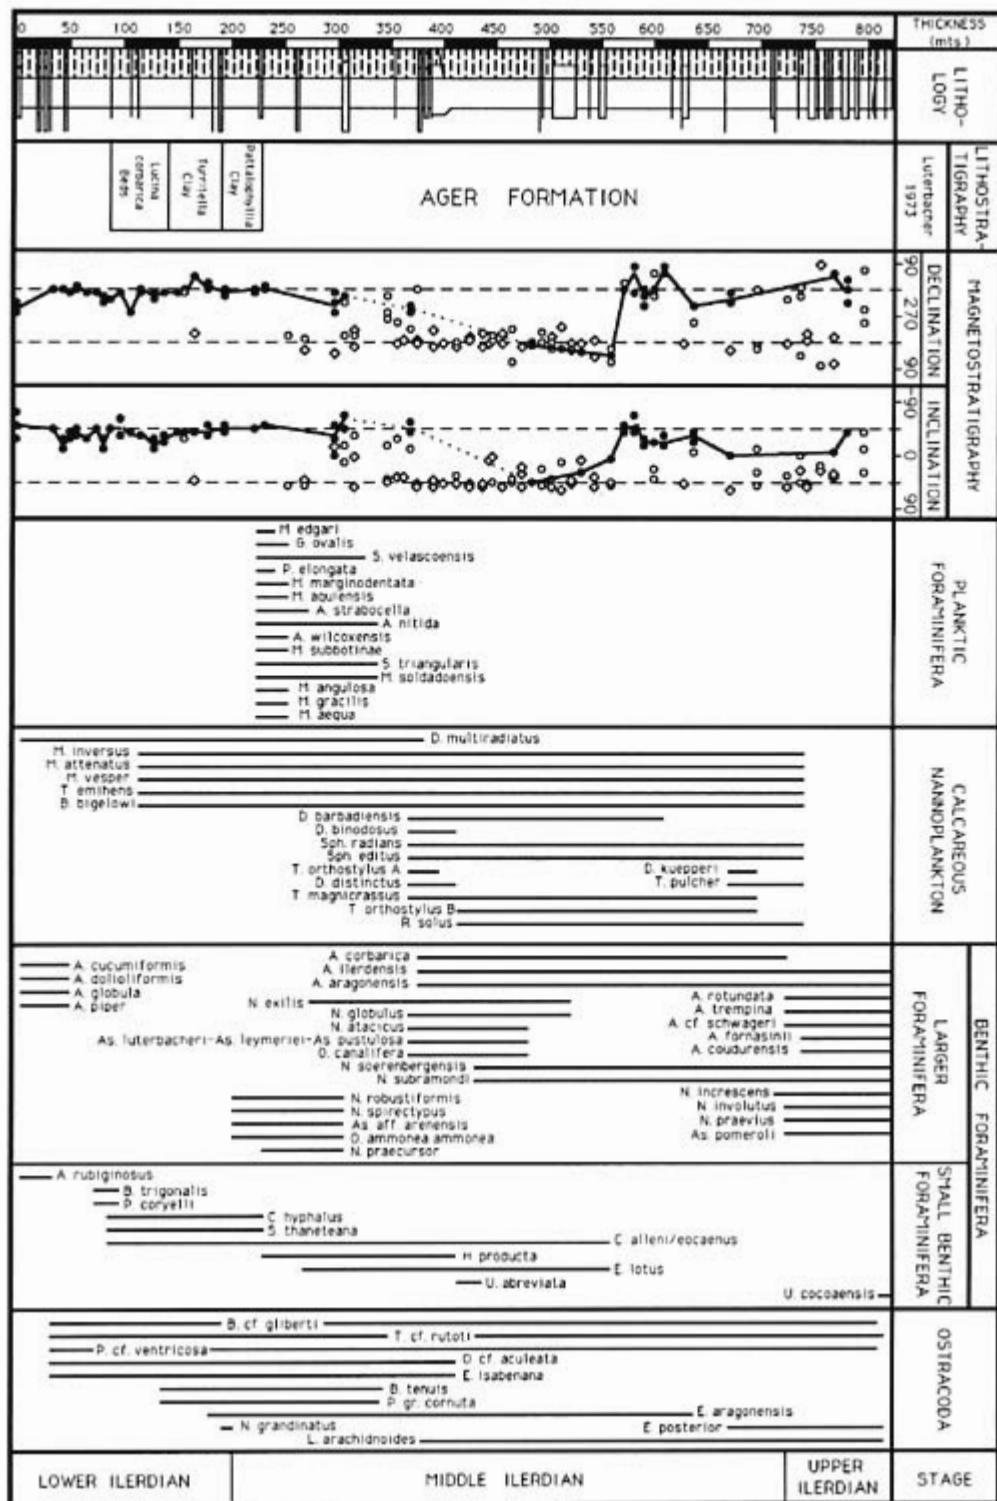 0 50 100 150 200 250 300 350 400 450 500 550 600 650 700 750 800 THICKNESS (mts.)
LITHO-
LOGY
Lucina
corbarica
Beds
Turritella
Clay
Pattalophyllia
Clay
AGER FORMATION
Luterbacher
1973
LITHOSTRA-
TIGRAPHY
90 270 90
DECLINATION
-90 0 90
INCLINATION
MAGNETOSTRATIGRAPHY
M. edgari
G. ovalis
S. velascoensis
P. elongata
M. marginodentata
M. aquiensis
A. strabocella
A. nitida
A. wilcoxensis
M. subbotinae
S. triangularis
M. soldadoensis
M. angulosa
M. gracilis
M. aequa
PLANKTIC
FORAMINIFERA
D. multiradiatus
M. inversus
M. attenatus
M. vesper
T. emihens
B. bigelowi
D. barbadiensis
D. binodosus
Sph. radians
Sph. editus
T. orthostylus A D. kuepperi
D. distinctus T. pulcher
T. magnicrassus
T. orthostylus B
R. solus
CALCAREOUS
NANNOPLANKTON
A. corbarica
A. cucumiformis A. ilerdensis
A. dolioliformis A. aragonensis
A. globula
A. piper N. exilis A. rotundata
N. globulus A. trempina
N. atacicus A. cf. schwageri
As. luterbacheri-As. leymeriei-As. pustulosa A. fornasinii
O. canalifera A. coudurensis
N. soerenbergensis
N. subramondi
N. robustiformis N. increscens
N. spirectypus N. involutus
As. aff. arenensis N. praevius
O. ammonea ammonea As. pomeroli
N. praecursor
LARGER
FORAMINIFERA
A. rubiginosus
B. trigonalis
P. coryelli
C. hyphalus
S. thaneteana
C. alleni/eocaenus
H. producta
E. lotus
U. abreviata
U. cocoaensis
SMALL BENTHIC
FORAMINIFERA
BENTHIC FORAMINIFERA
B. cf. gliberti
T. cf. rutoti
P. cf. ventricosa
O. cf. aculeata
E. isabenana
B. tenuis
P. gr. cornuta
E. aragonensis
N. grandinatus E. posterior
L. arachidnoides
OSTRACODA
LOWER ILERDIAN MIDDLE ILERDIAN UPPER
ILERDIAN STAGE